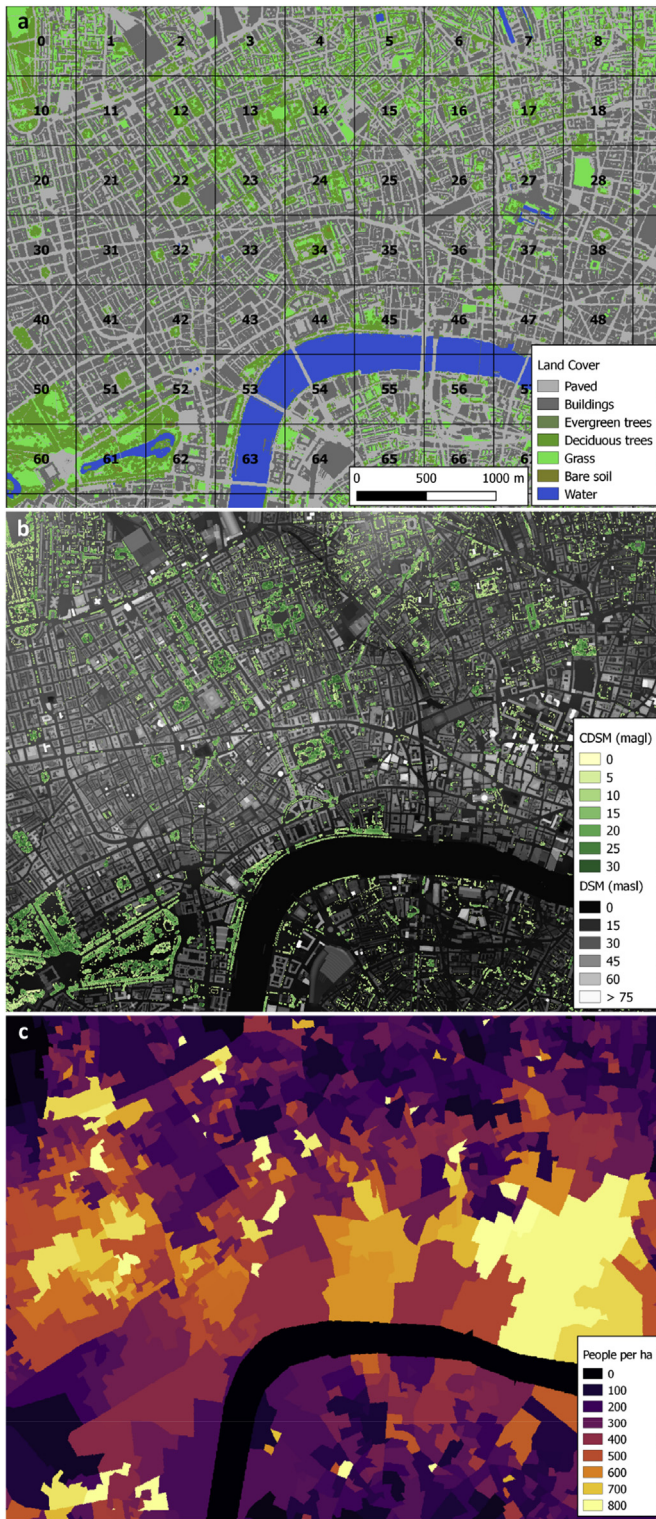 a
0 1 2 3 4 5 6 7 8
10 11 12 13 14 15 16 17 18
20 21 22 23 24 25 26 27 28
30 31 32 33 34 35 36 37 38
40 41 42 43 44 45 46 47 48
50 51 52 53 54 55 56
60 61 62 63 64 65 66
Land Cover
Paved
Buildings
Evergreen trees
Deciduous trees
Grass
Bare soil
Water
0 500 1000 m
b
CDSM (magl)
0
5
10
15
20
25
30
DSM (masl)
0
15
30
45
60
> 75
c
People per ha
0
100
200
300
400
500
600
700
800